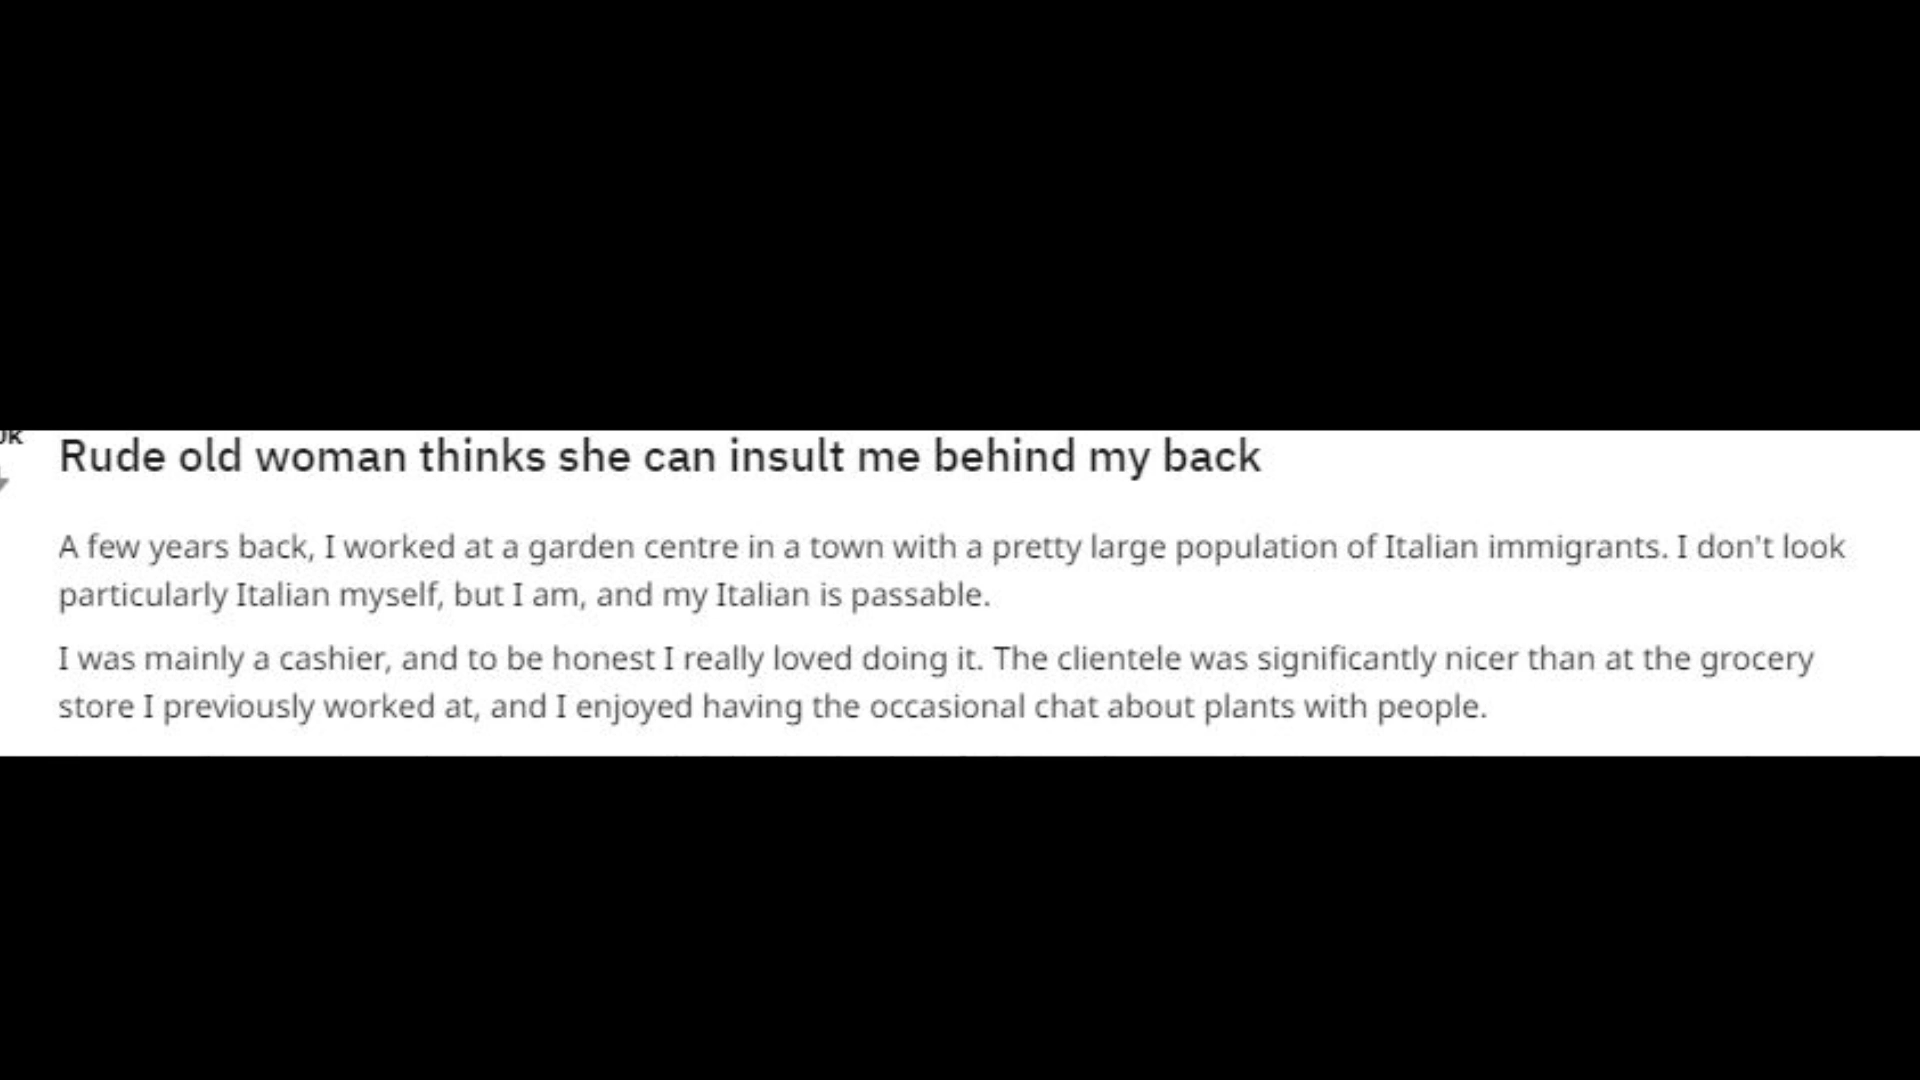 Rude old woman thinks she can insult me behind my back
A few years back, I worked at a garden centre in a town with a pretty large population of Italian immigrants. I don't look
particularly Italian myself, but I am, and my Italian is passable.
I was mainly a cashier, and to be honest I really loved doing it. The clientele was significantly nicer than at the grocery
store I previously worked at, and I enjoyed having the occasional chat about plants with people.